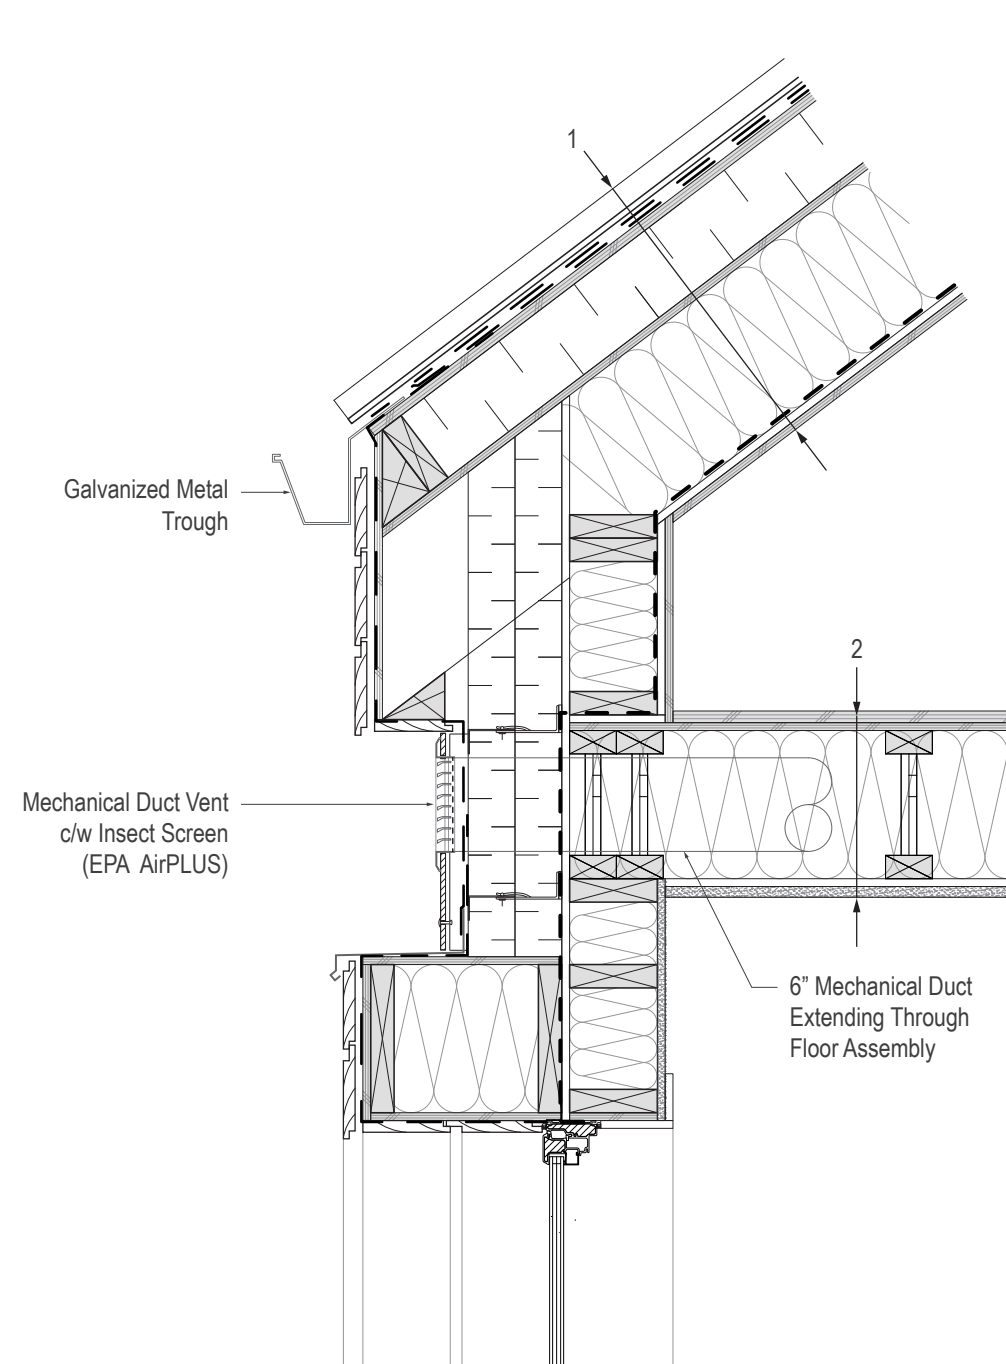 1
Galvanized Metal
Trough
2
Mechanical Duct Vent
c/w Insect Screen
(EPA AirPLUS)
6” Mechanical Duct
Extending Through
Floor Assembly